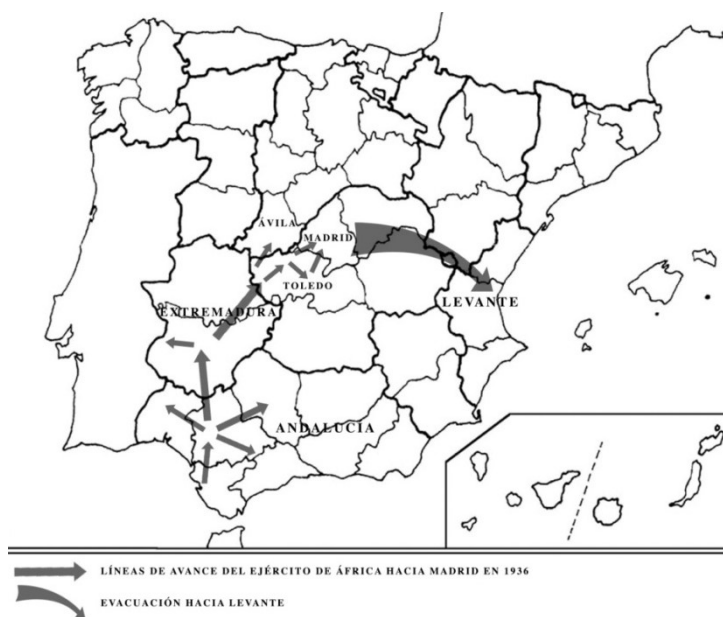 ÁVILA
MADRID
TOLEDO
EXTREMADURA
LEVANTE
ANDALUCIA
LÍNEAS DE AVANCE DEL EJÉRCITO DE ÁFRICA HACIA MADRID EN 1936
EVACUACIÓN HACIA LEVANTE